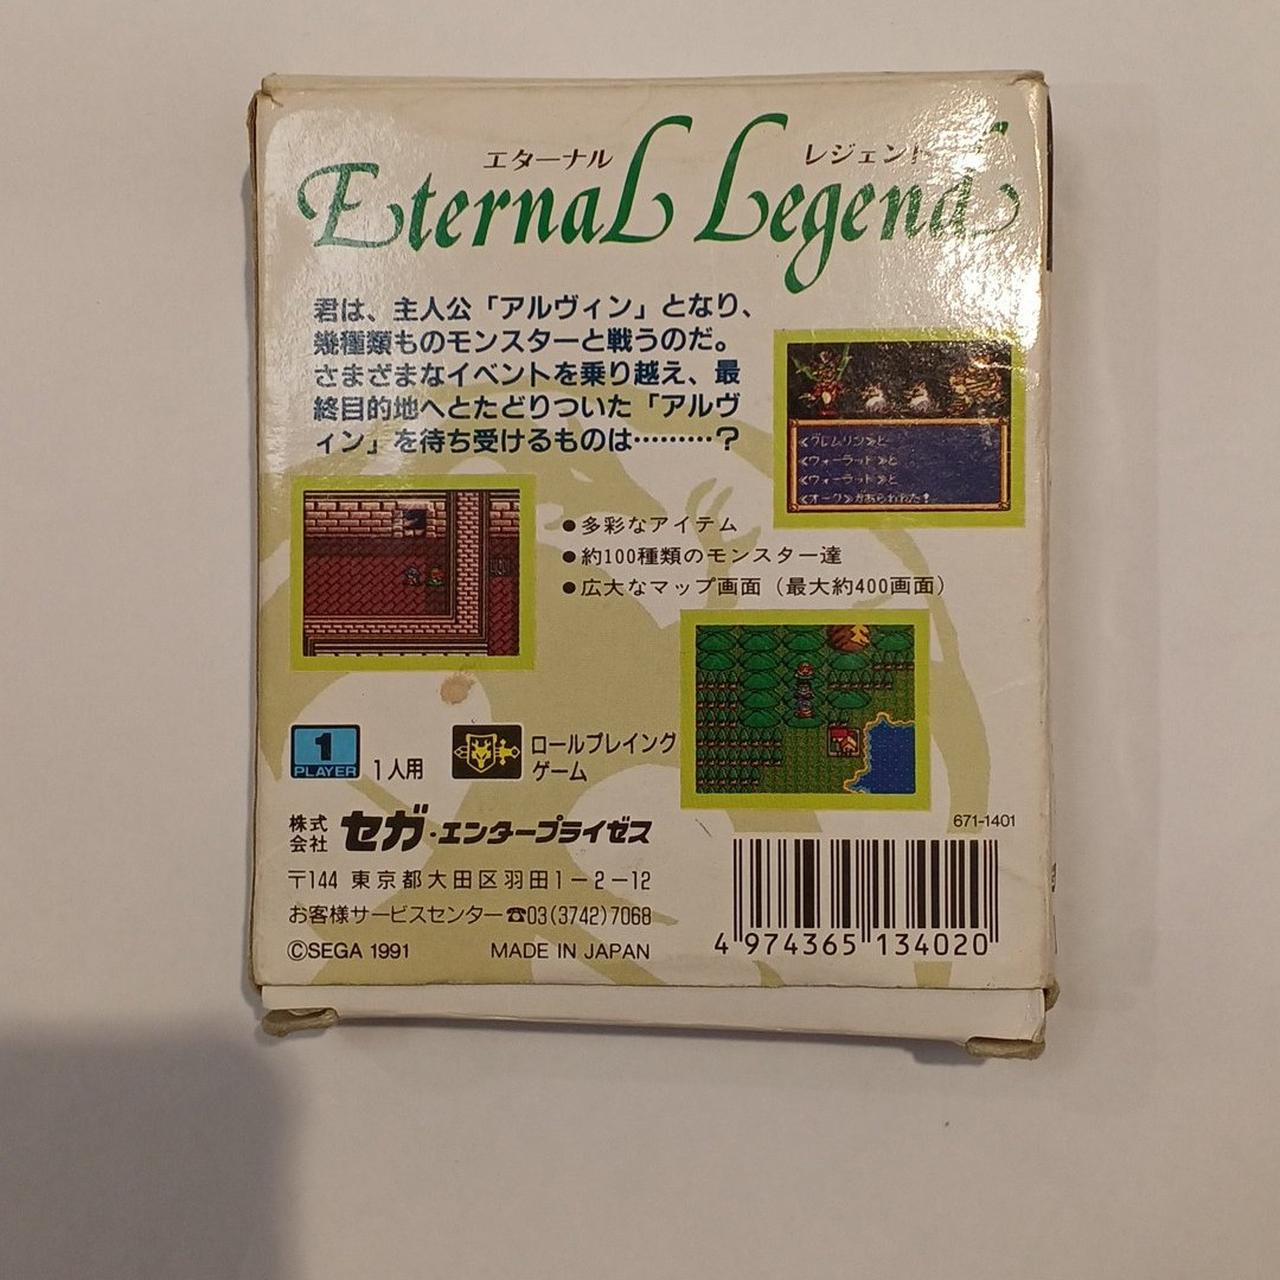 エターナル レジェンド
Eternal Legend
君は、主人公「アルヴィン」となり、
幾種類ものモンスターと戦うのだ。
さまざまなイベントを乗り越え、最
終目的地へとたどりついた「アルヴ
ィン」を待ち受けるものは………？
≪グレムリン≫と
≪ウォーラット≫と
≪ウォーラット≫と
≪オーク≫があらわれた！
●多彩なアイテム
●約100種類のモンスター達
●広大なマップ画面（最大約400画面）
1
PLAYER
1人用
ロールプレイング
ゲーム
671-1401
株式会社 セガ・エンタープライゼス
〒144 東京都大田区羽田1－2－12
お客様サービスセンター☎03(3742)7068
©SEGA 1991 MADE IN JAPAN
4 974365 134020